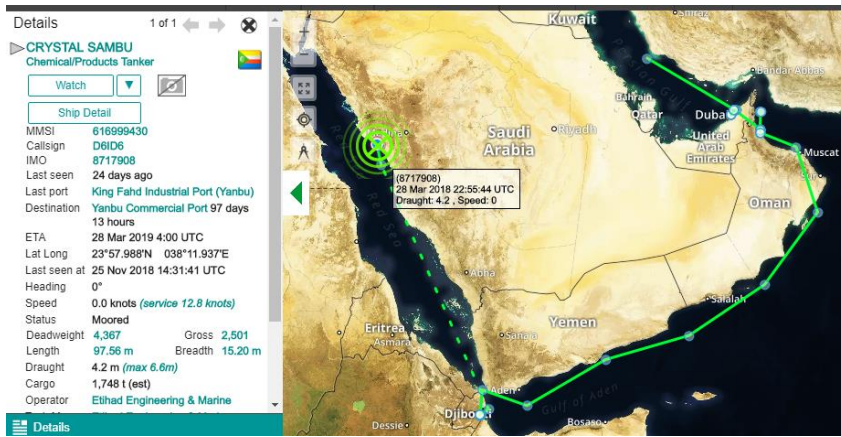 Details
1 of 1
CRYSTAL SAMBU
Chemical/Products Tanker
Watch
Ship Detail
MMSI 616999430
Callsign D6ID6
IMO 8717908
Last seen 24 days ago
Last port King Fahd Industrial Port (Yanbu)
Destination Yanbu Commercial Port 97 days
13 hours
ETA 28 Mar 2019 4:00 UTC
Lat Long 23°57.988'N 038°11.937'E
Last seen at 25 Nov 2018 14:31:41 UTC
Heading 0°
Speed 0.0 knots (service 12.8 knots)
Status Moored
Deadweight 4,367 Gross 2,501
Length 97.56 m Breadth 15.20 m
Draught 4.2 m (max 6.6m)
Cargo 1,748 t (est)
Operator Etihad Engineering & Marine
Details
Kuwait
Shiraz
Persian Gulf
Bandar Abbas
Bahrain
Qatar
Dubai
Saudi
Arabia
Riyadh
United
Arab
Emirates
Muscat
Sur
Oman
(8717908)
28 Mar 2018 22:55:44 UTC
Draught: 4.2 , Speed: 0
Red Sea
Abha
Salalah
Eritrea
Asmara
Sanaa
Yemen
Aden
Gulf of Aden
Djibouti
Dessie
Bosaso